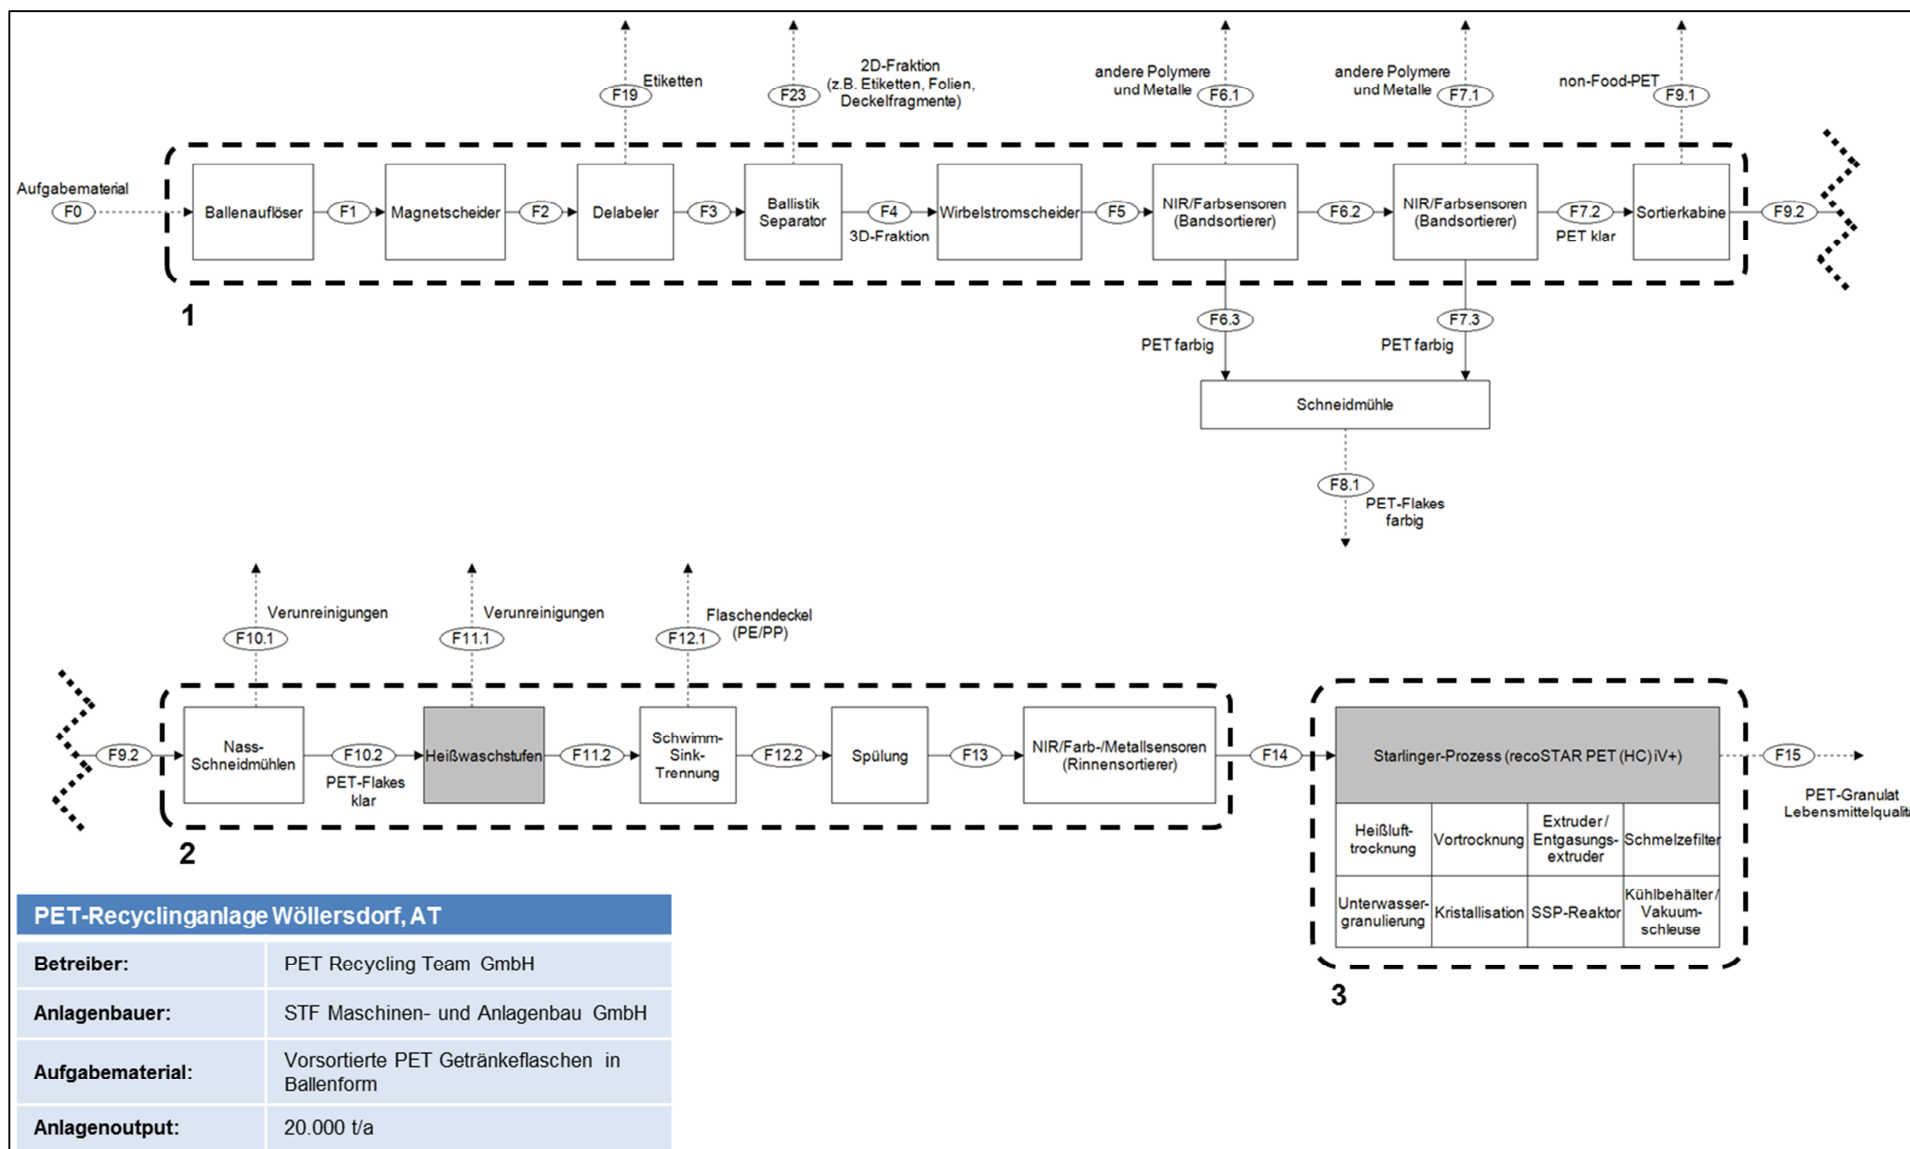 Etiketten
F19
2D-Fraktion
(z.B. Etiketten, Folien,
Deckelfragmente)
F23
andere Polymere
und Metalle
F6.1
andere Polymere
und Metalle
F7.1
non-Food-PET
F9.1
Aufgabematerial
F0
Ballenauflöser
F1
Magnetscheider
F2
Delabeler
F3
Ballistik
Separator
F4
3D-Fraktion
Wirbelstromscheider
F5
NIR/Farbsensoren
(Bandsortierer)
F6.2
NIR/Farbsensoren
(Bandsortierer)
F7.2
PET klar
Sortierkabine
F9.2
1
F6.3
PET farbig
F7.3
PET farbig
Schneidmühle
F8.1
PET-Flakes
farbig
Verunreinigungen
F10.1
Verunreinigungen
F11.1
Flaschendeckel
(PE/PP)
F12.1
F9.2
Nass-
Schneidmühlen
F10.2
PET-Flakes
klar
Heißwaschstufen
F11.2
Schwimm-
Sink-
Trennung
F12.2
Spülung
F13
NIR/Farb-/Metallsensoren
(Rinnensortierer)
F14
2
Starlinger-Prozess (recoSTAR PET (HC) iV+)
F15
PET-Granulat
Lebensmittelqualit
Heißluft-
trocknung
Vortrocknung
Extruder /
Entgasungs-
extruder
Schmelzefilter
Unterwasser-
granulierung
Kristallisation
SSP-Reaktor
Kühlbehälter /
Vakuum-
schleuse
3
PET-Recyclinganlage Wöllersdorf, AT
Betreiber: PET Recycling Team GmbH
Anlagenbauer: STF Maschinen- und Anlagenbau GmbH
Aufgabematerial: Vorsortierte PET Getränkeflaschen in
Ballenform
Anlagenoutput: 20.000 t/a